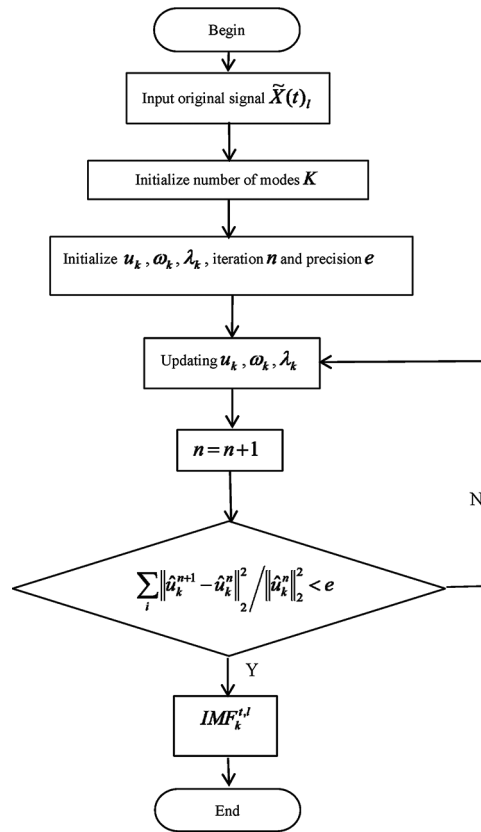 Begin
Input original signal X̃(t)_l
Initialize number of modes K
Initialize u_k , ω_k , λ_k , iteration n and precision e
Updating u_k , ω_k , λ_k
n = n+1
N
∑_i ‖û_k^{n+1} − û_k^n‖_2^2 / ‖û_k^n‖_2^2 < e
Y
IMF_k^{t,l}
End